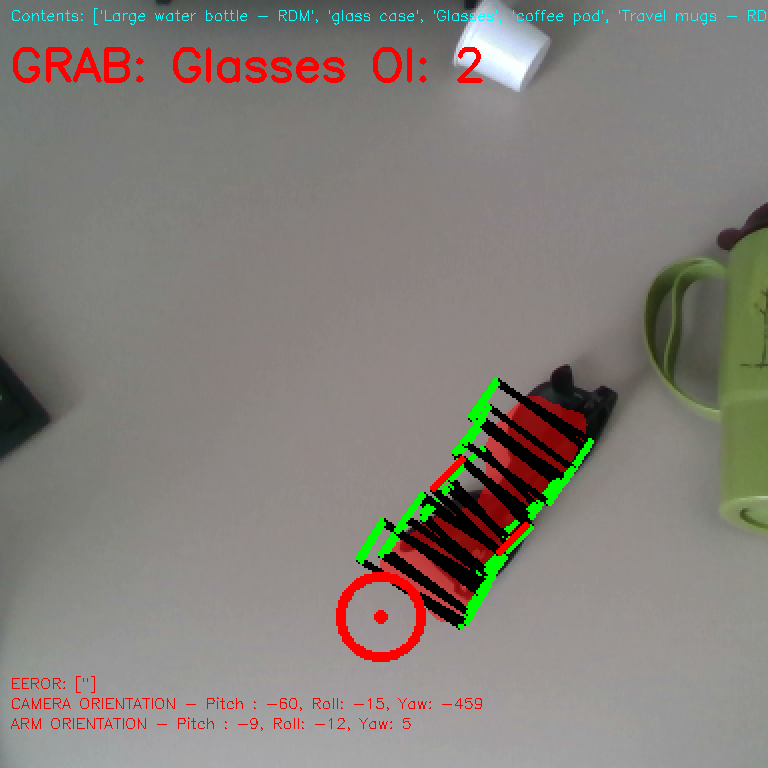 Contents: ['Large water bottle – RDM', 'glass case', 'Glasses', 'coffee pod', 'Travel mugs – RD
GRAB: Glasses OI: 2
EEROR: ['']
CAMERA ORIENTATION – Pitch : –60, Roll: –15, Yaw: –459
ARM ORIENTATION – Pitch : –9, Roll: –12, Yaw: 5